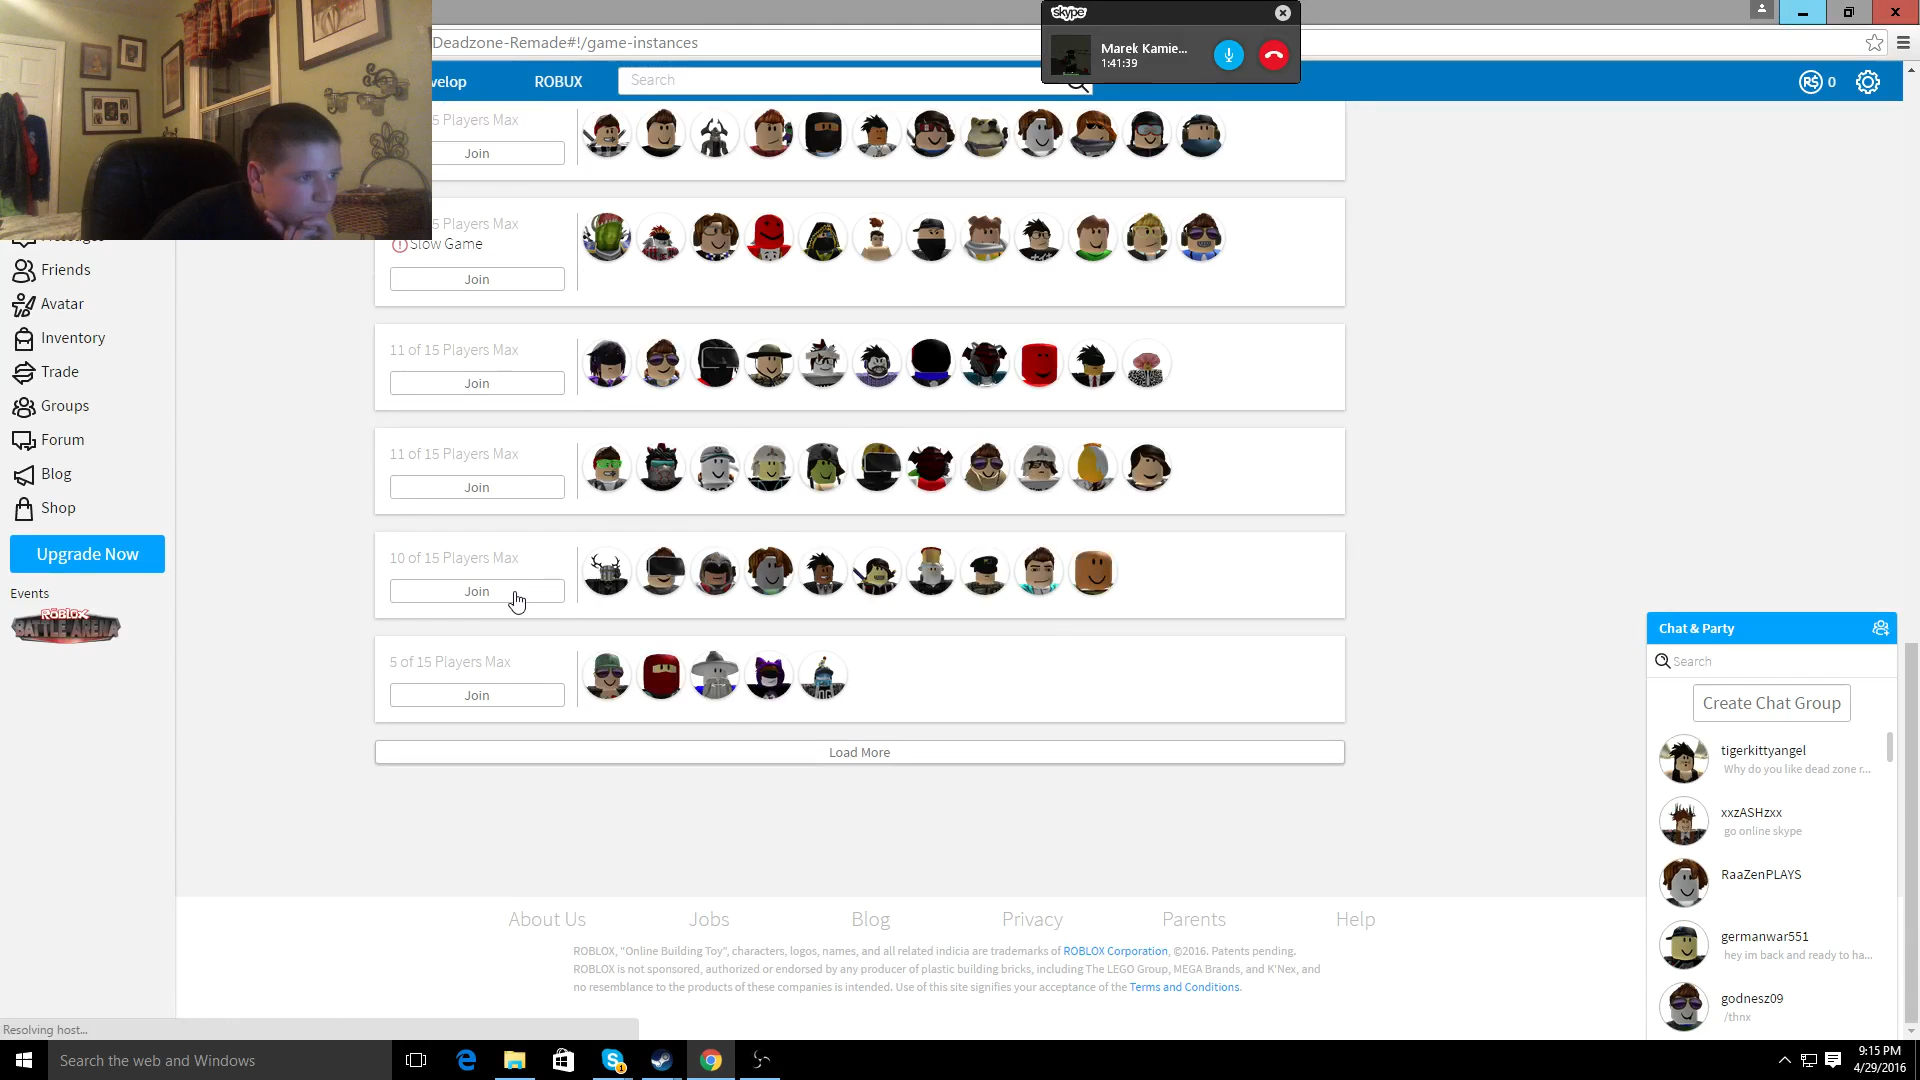 skype
Marek Kamie...
1:41:39
Deadzone-Remade#!/game-instances
velop
ROBUX
Search
0
5 Players Max
Join
5 Players Max
Slow Game
Join
Friends
Avatar
Inventory
Trade
Groups
Forum
Blog
Shop
Upgrade Now
Events
ROBLOX
BATTLE ARENA
11 of 15 Players Max
Join
11 of 15 Players Max
Join
10 of 15 Players Max
Join
5 of 15 Players Max
Join
Load More
Chat & Party
Search
Create Chat Group
tigerkittyangel
Why do you like dead zone r...
xxzASHzxx
go online skype
RaaZenPLAYS
germanwar551
hey im back and ready to ha...
godnesz09
/thnx
About Us
Jobs
Blog
Privacy
Parents
Help
ROBLOX, "Online Building Toy", characters, logos, names, and all related indicia are trademarks of ROBLOX Corporation, ©2016. Patents pending.
ROBLOX is not sponsored, authorized or endorsed by any producer of plastic building bricks, including The LEGO Group, MEGA Brands, and K'Nex, and
no resemblance to the products of these companies is intended. Use of this site signifies your acceptance of the Terms and Conditions.
Resolving host...
Search the web and Windows
9:15 PM
4/29/2016